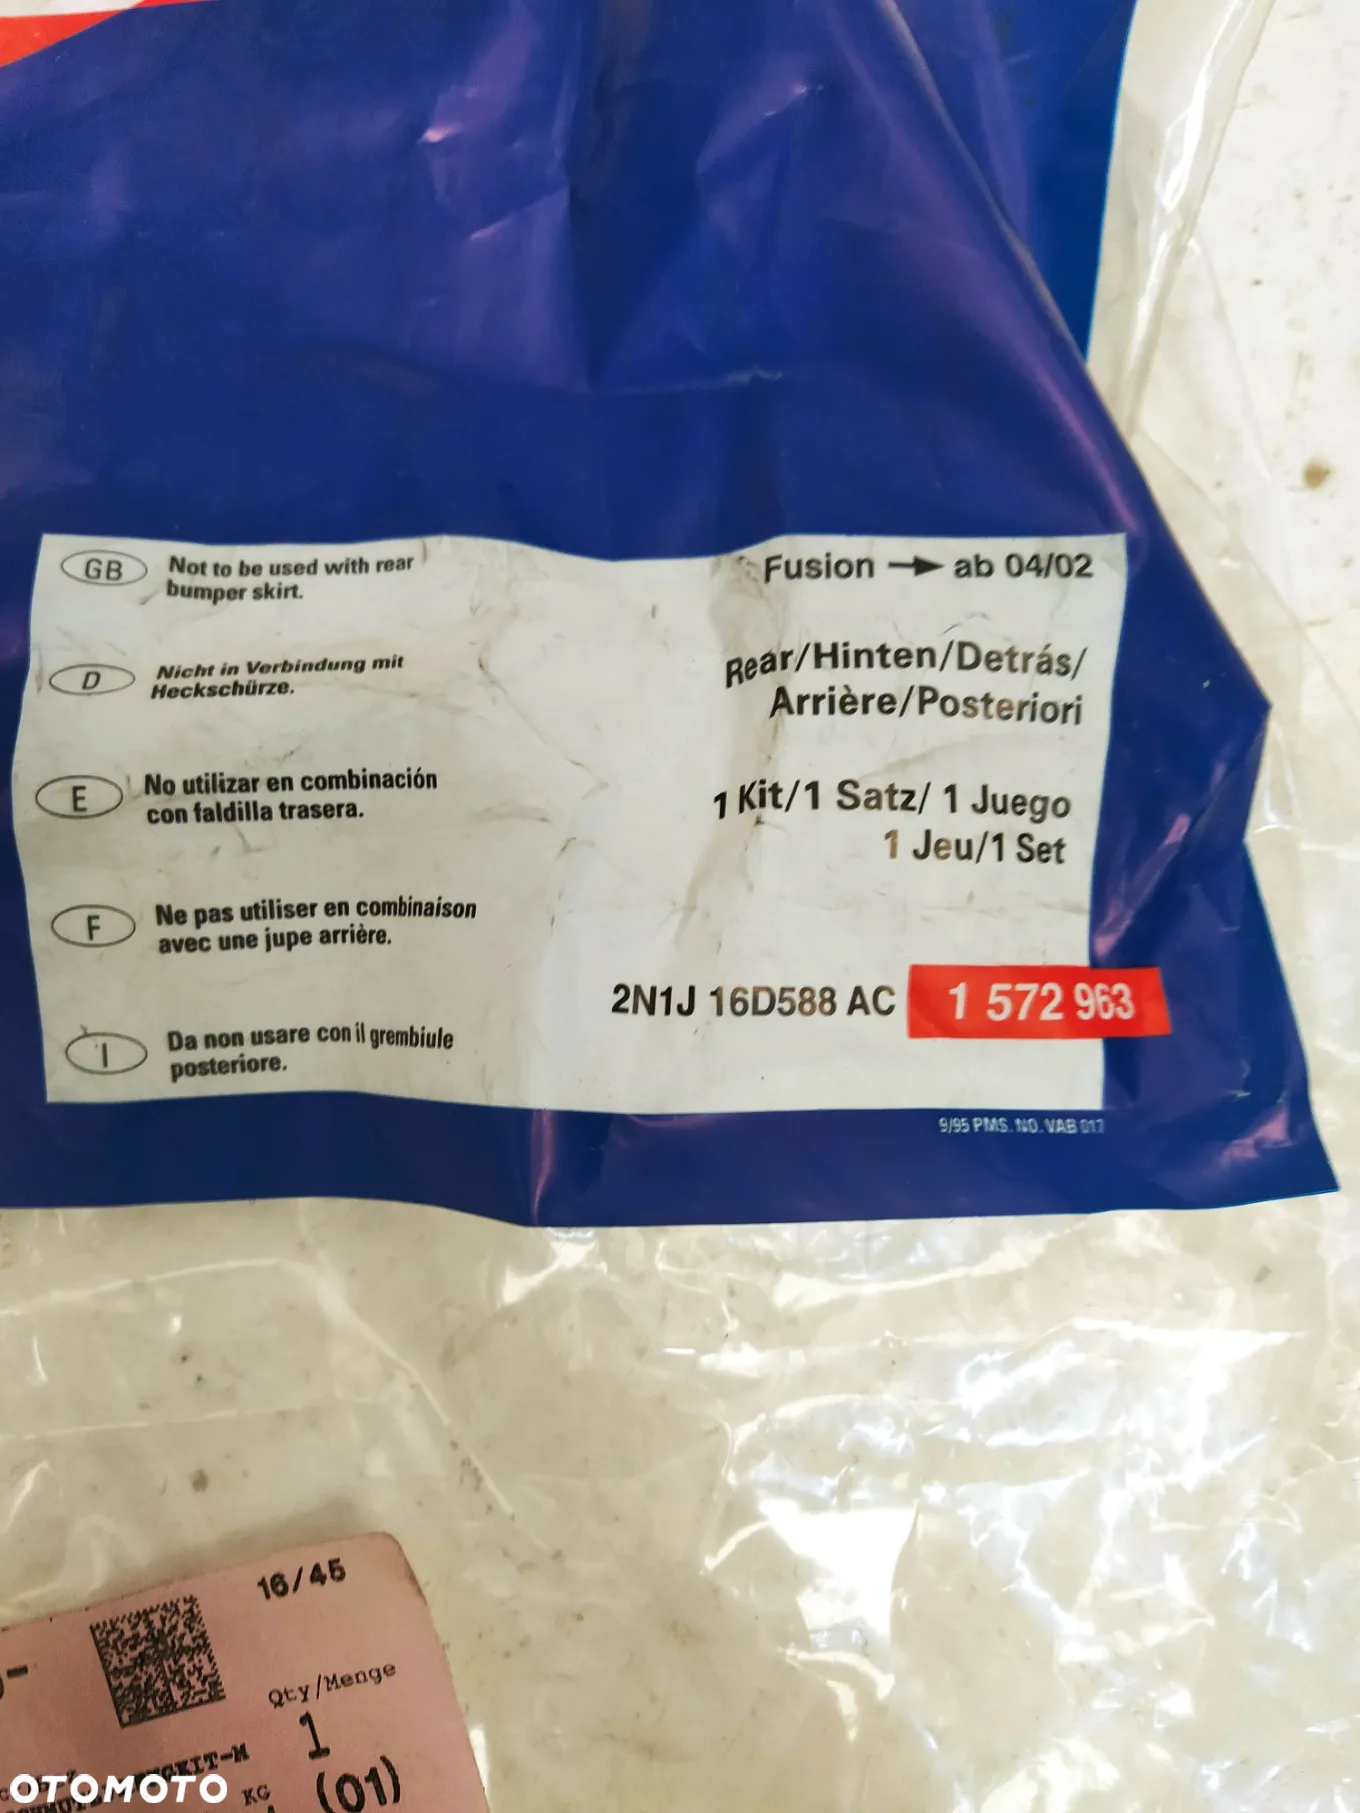 GB Not to be used with rear
bumper skirt.
D Nicht in Verbindung mit
Heckschürze.
E No utilizar en combinación
con faldilla trasera.
F Ne pas utiliser en combinaison
avec une jupe arrière.
I Da non usare con il grembiule
posteriore.
Fusion → ab 04/02
Rear/Hinten/Detrás/
Arrière/Posteriori
1 Kit/1 Satz/ 1 Juego
1 Jeu/1 Set
2N1J 16D588 AC 1 572 963
9/95 PMS. NO. VAB 017
16/45
Qty/Menge
1
KG
(01)
OTOMOTO